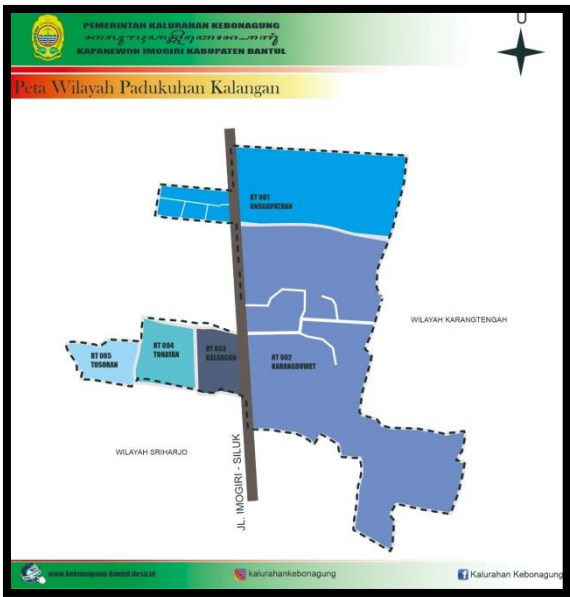 PEMERINTAH KALURAHAN KEBONAGUNG
KAPANEWON IMOGIRI KABUPATEN BANTUL
U
Peta Wilayah Padukuhan Kalangan
RT 001
ONGGOPATRAN
WILAYAH KARANGTENGAH
RT 002
KARANGDUWET
RT 003
KALANGAN
RT 004
TUNAYAN
RT 005
TOSURAN
WILAYAH SRIHARJO
JL. IMOGIRI - SILUK
www.kebonagung-bantul.desa.id
kalurahankebonagung
Kalurahan Kebonagung